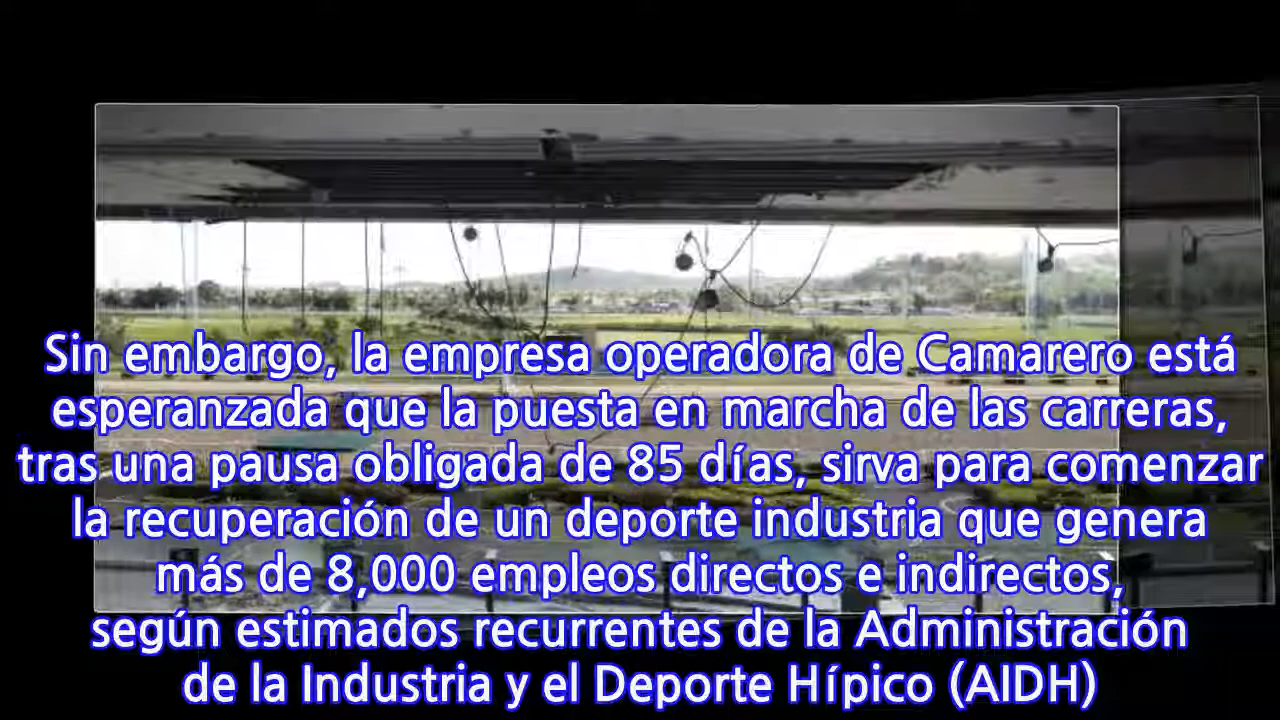 Sin embargo, la empresa operadora de Camarero está
esperanzada que la puesta en marcha de las carreras,
tras una pausa obligada de 85 días, sirva para comenzar
la recuperación de un deporte industria que genera
más de 8,000 empleos directos e indirectos,
según estimados recurrentes de la Administración
de la Industria y el Deporte Hípico (AIDH)